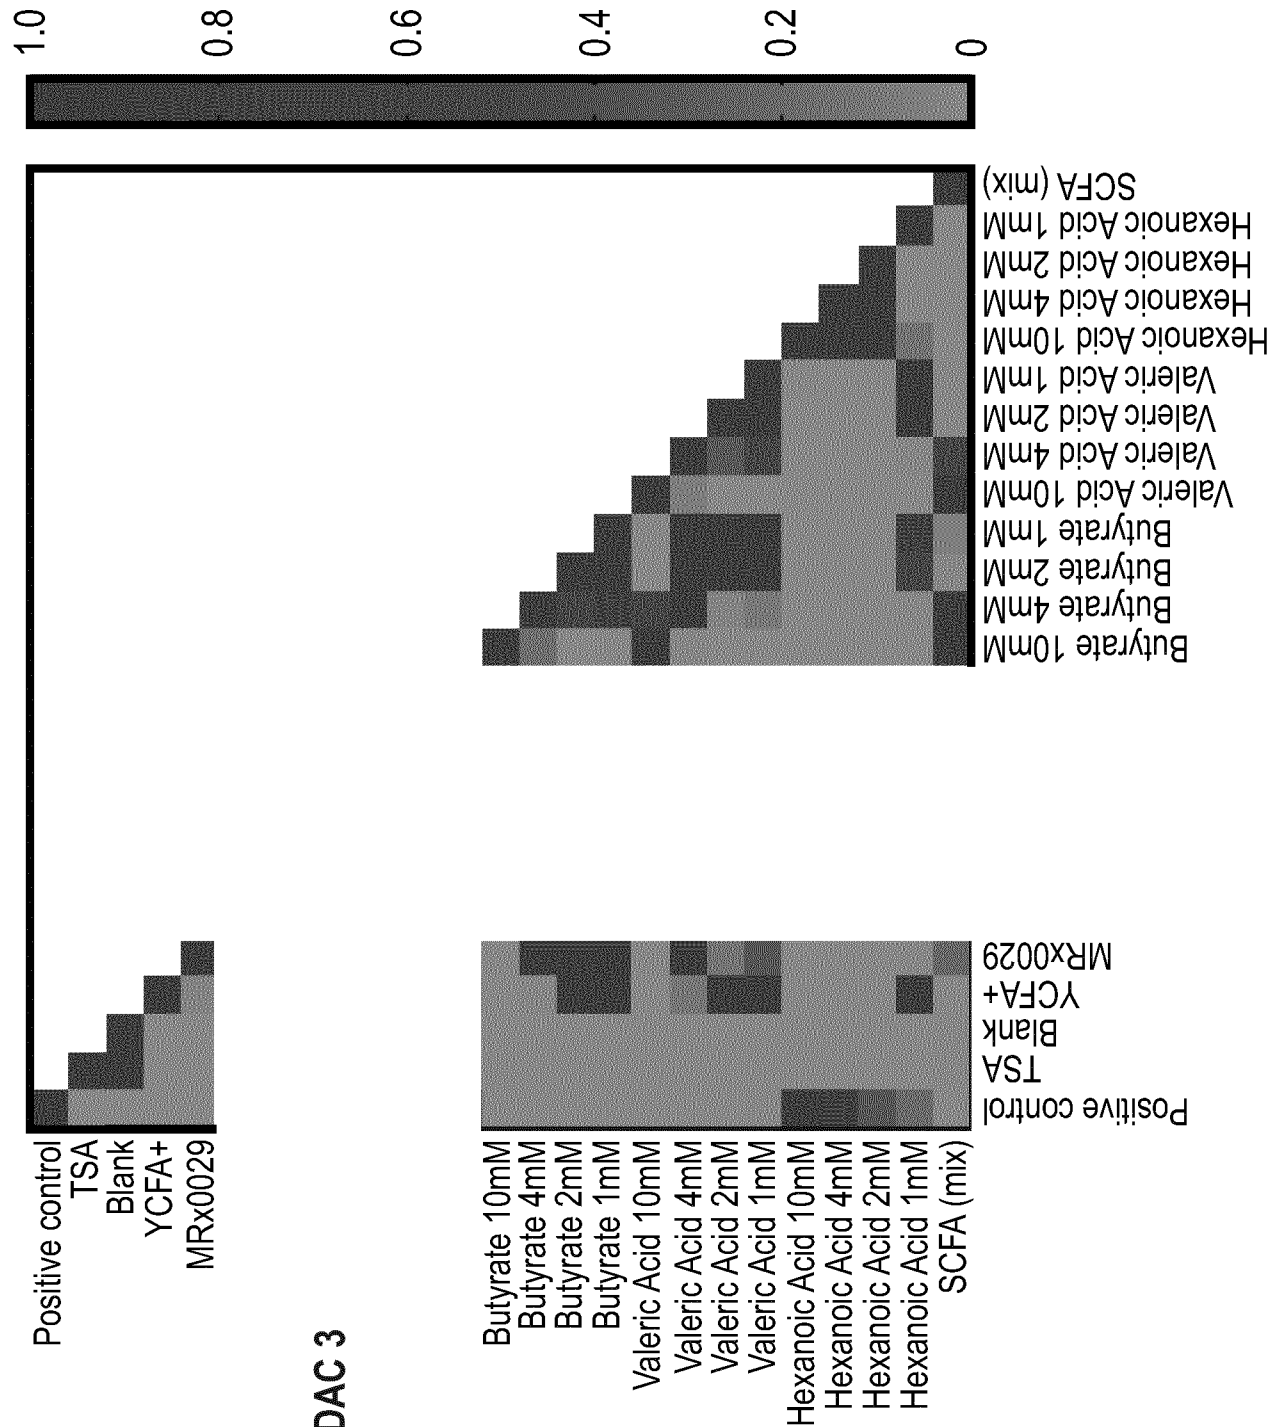 1.0
0.8
0.6
0.4
0.2
0
SCFA (mix)
Hexanoic Acid 1mM
Hexanoic Acid 2mM
Hexanoic Acid 4mM
Hexanoic Acid 10mM
Valeric Acid 1mM
Valeric Acid 2mM
Valeric Acid 4mM
Valeric Acid 10mM
Butyrate 1mM
Butyrate 2mM
Butyrate 4mM
Butyrate 10mM
MRx0029
YCFA+
Blank
TSA
Positive control
Positive control
TSA
Blank
YCFA+
MRx0029
DAC 3
Butyrate 10mM
Butyrate 4mM
Butyrate 2mM
Butyrate 1mM
Valeric Acid 10mM
Valeric Acid 4mM
Valeric Acid 2mM
Valeric Acid 1mM
Hexanoic Acid 10mM
Hexanoic Acid 4mM
Hexanoic Acid 2mM
Hexanoic Acid 1mM
SCFA (mix)